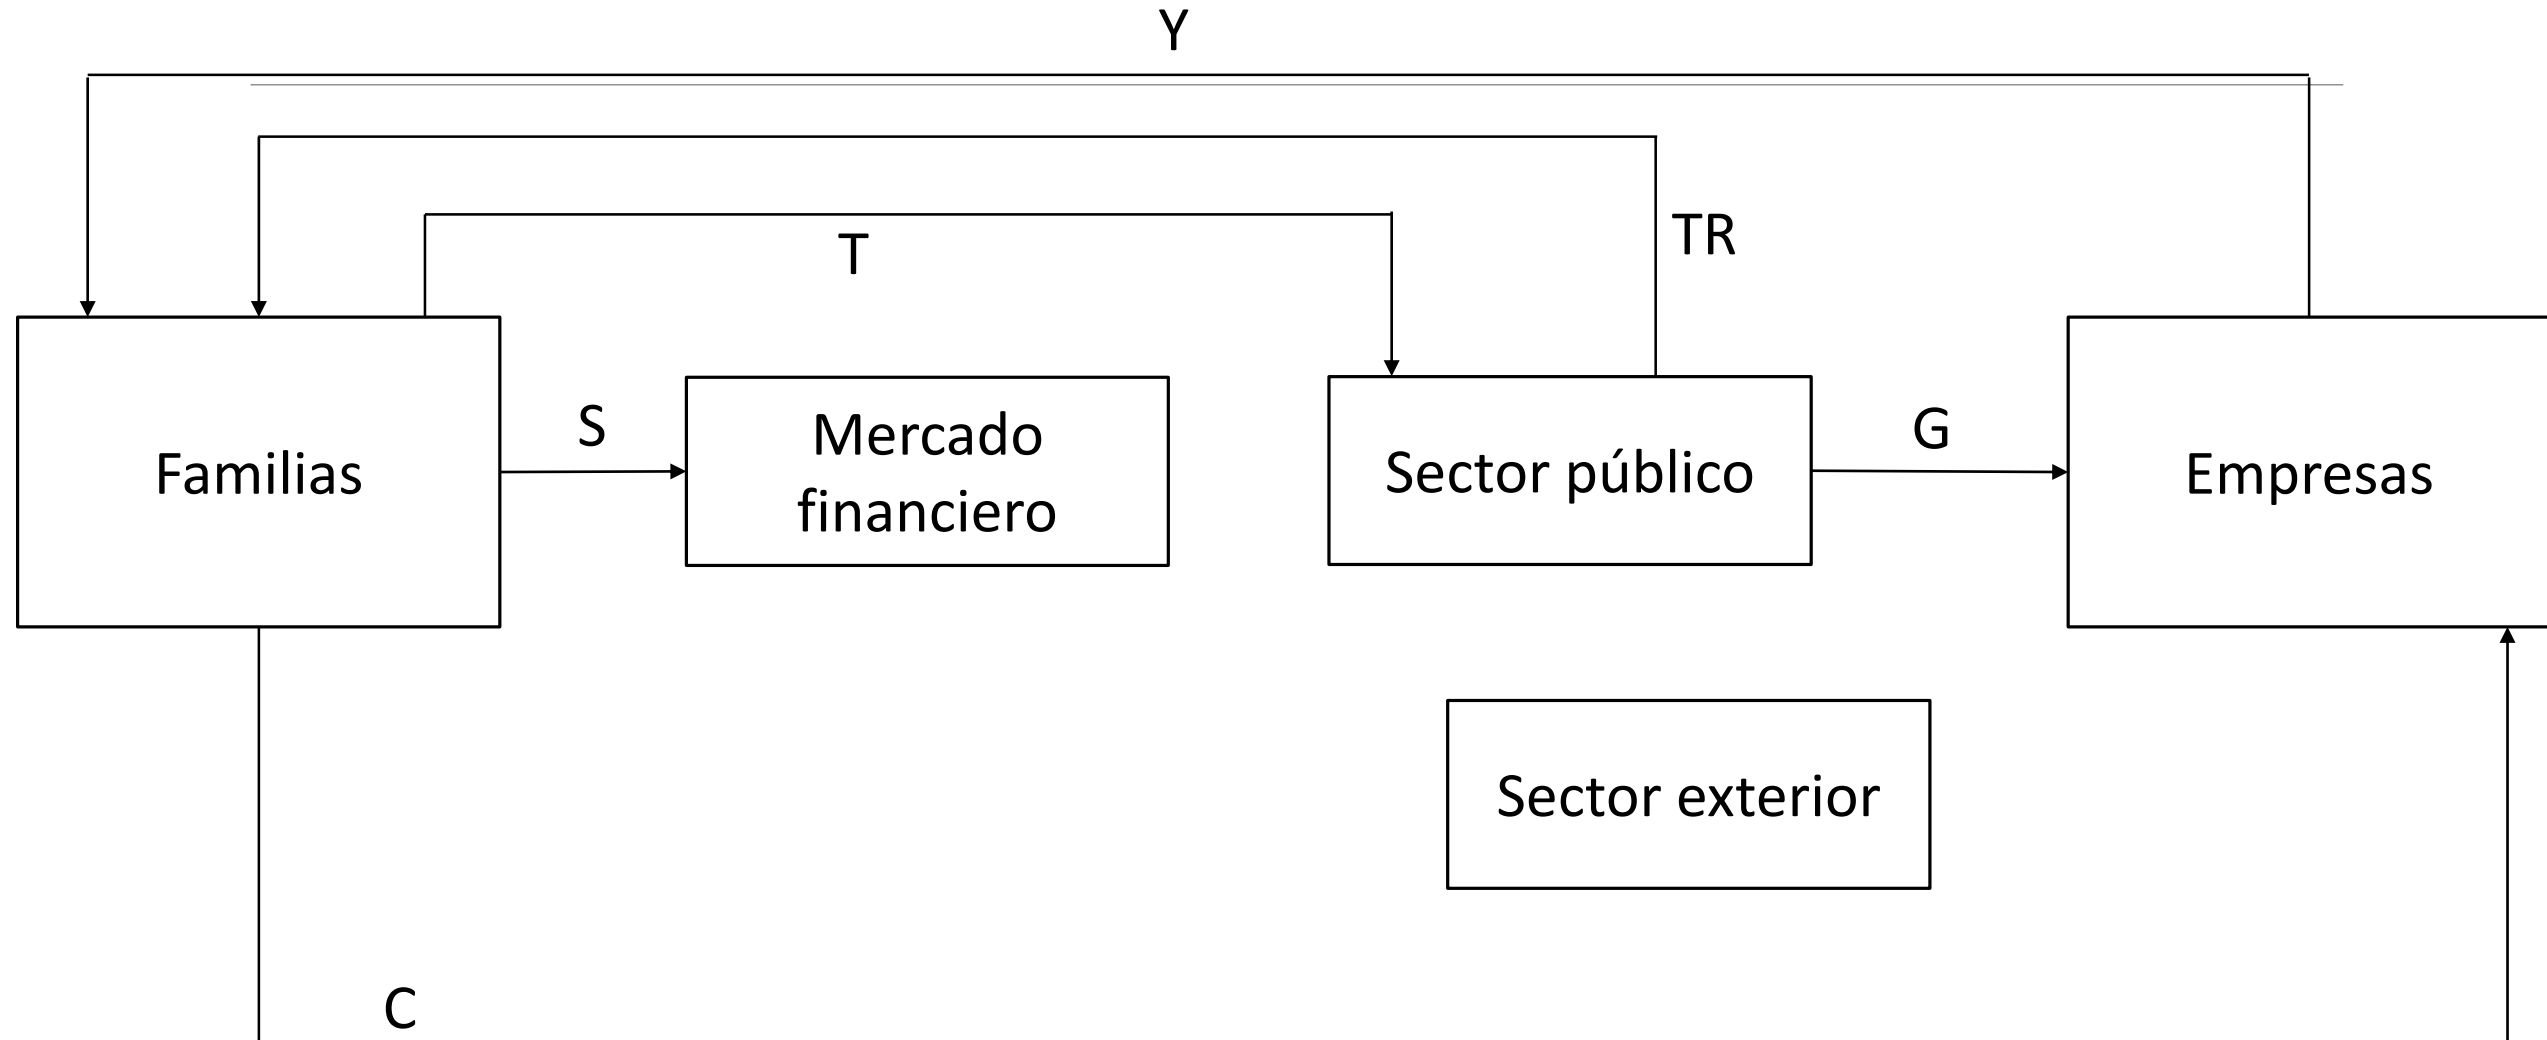 Y
TR
T
S
G
Familias
Mercado
financiero
Sector público
Empresas
Sector exterior
C